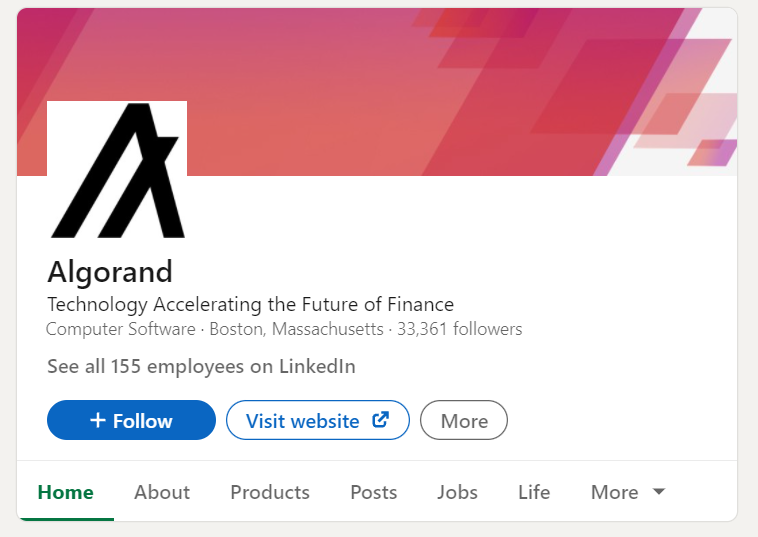 Algorand
Technology Accelerating the Future of Finance
Computer Software · Boston, Massachusetts · 33,361 followers
See all 155 employees on LinkedIn
+ Follow Visit website More
Home About Products Posts Jobs Life More